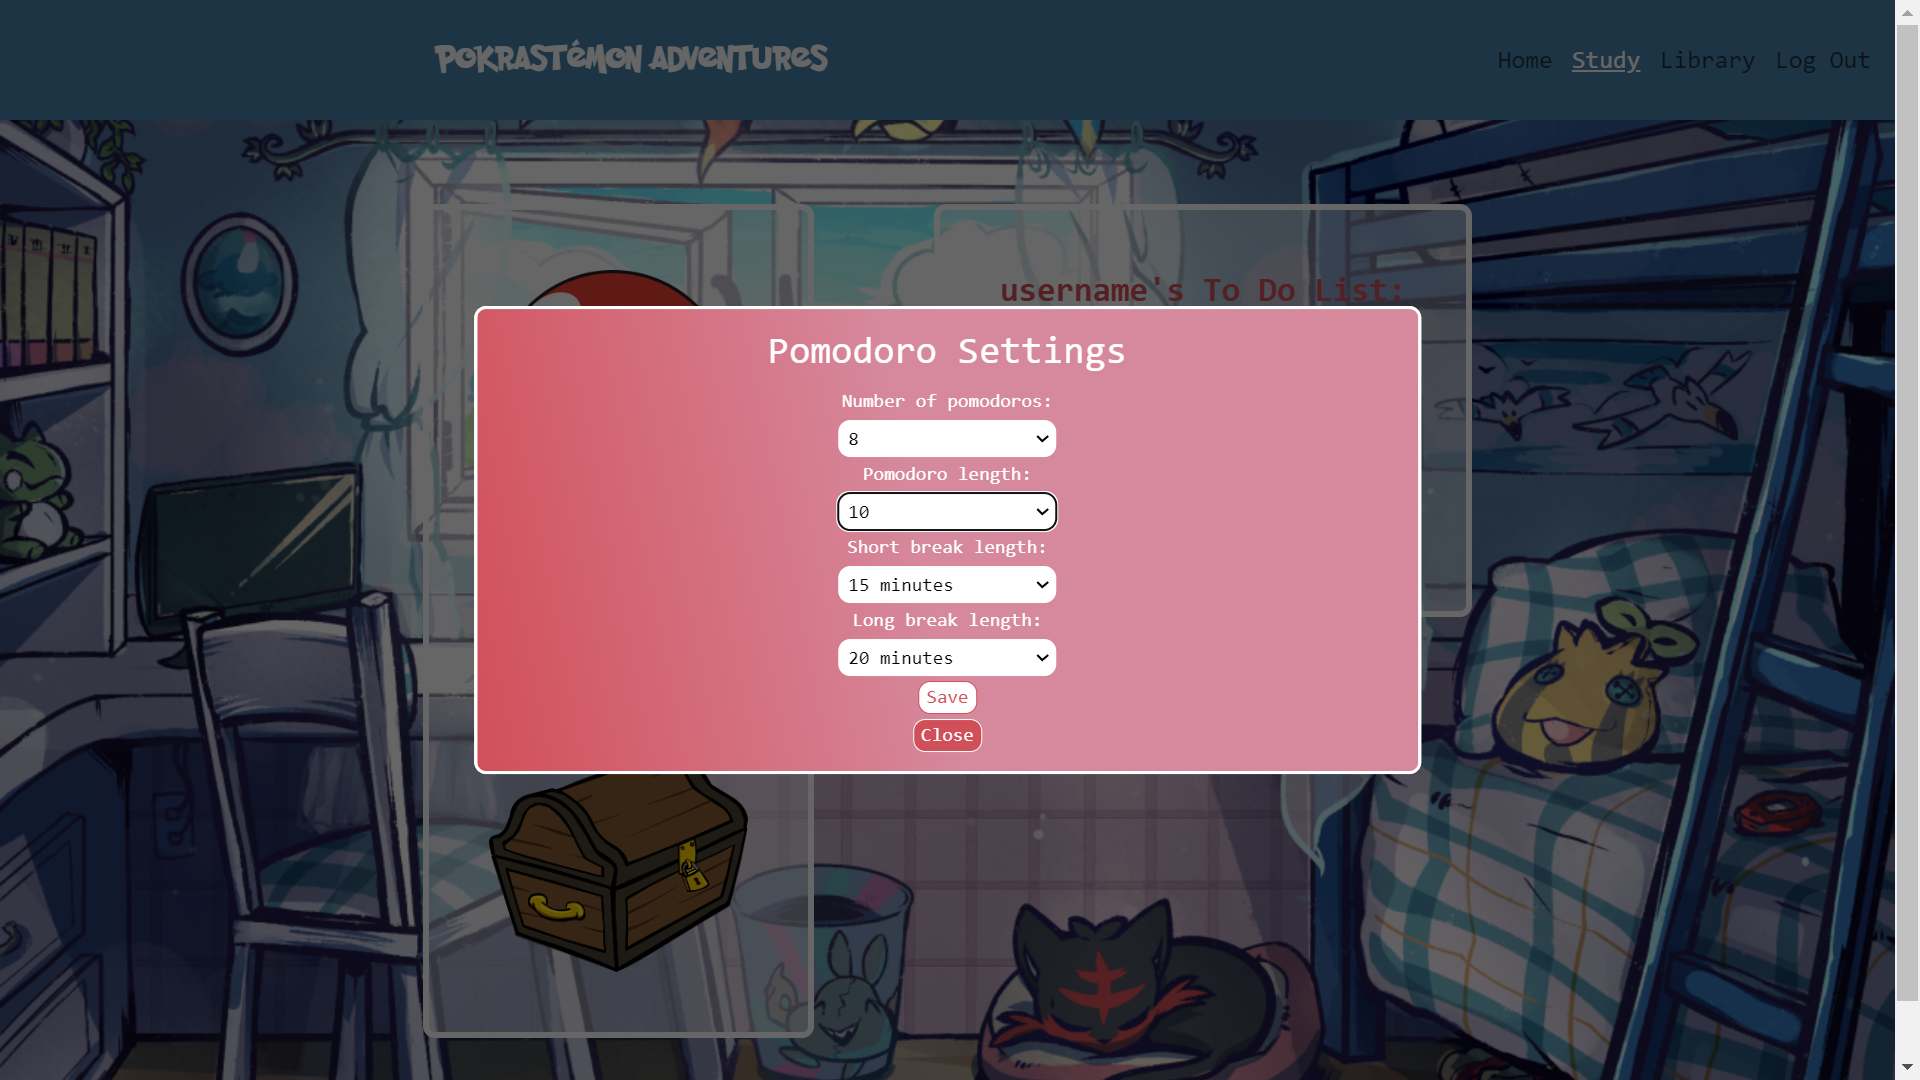 POKRASTéMON ADVENTURES
Home Study Library Log Out
username's To Do List:
Pomodoro Settings
Number of pomodoros:
8
Pomodoro length:
10
Short break length:
15 minutes
Long break length:
20 minutes
Save
Close